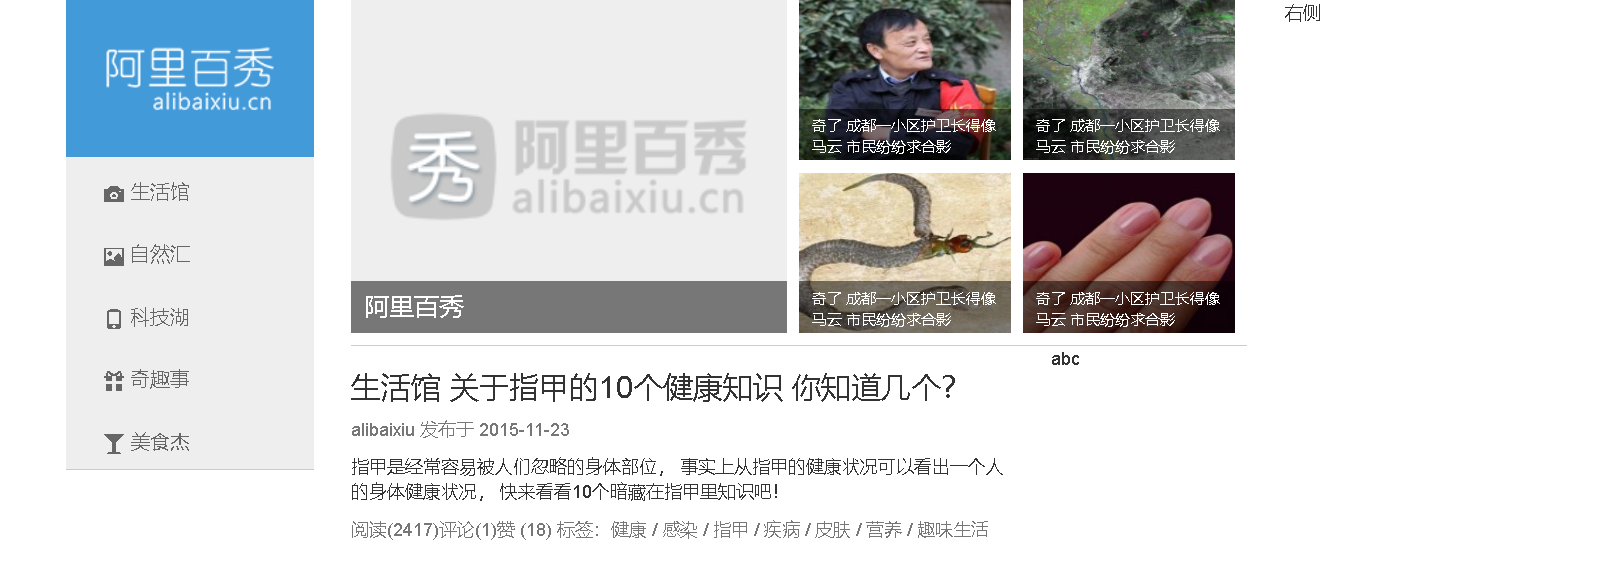 阿里百秀
alibaixiu.cn
生活馆
自然汇
科技湖
奇趣事
美食杰
秀 阿里百秀
alibaixiu.cn
阿里百秀
奇了 成都一小区护卫长得像
马云 市民纷纷求合影
奇了 成都一小区护卫长得像
马云 市民纷纷求合影
奇了 成都一小区护卫长得像
马云 市民纷纷求合影
奇了 成都一小区护卫长得像
马云 市民纷纷求合影
生活馆 关于指甲的10个健康知识 你知道几个?
alibaixiu 发布于 2015-11-23
指甲是经常容易被人们忽略的身体部位， 事实上从指甲的健康状况可以看出一个人
的身体健康状况， 快来看看10个暗藏在指甲里知识吧!
阅读(2417)评论(1)赞 (18) 标签：健康 / 感染 / 指甲 / 疾病 / 皮肤 / 营养 / 趣味生活
abc
右侧